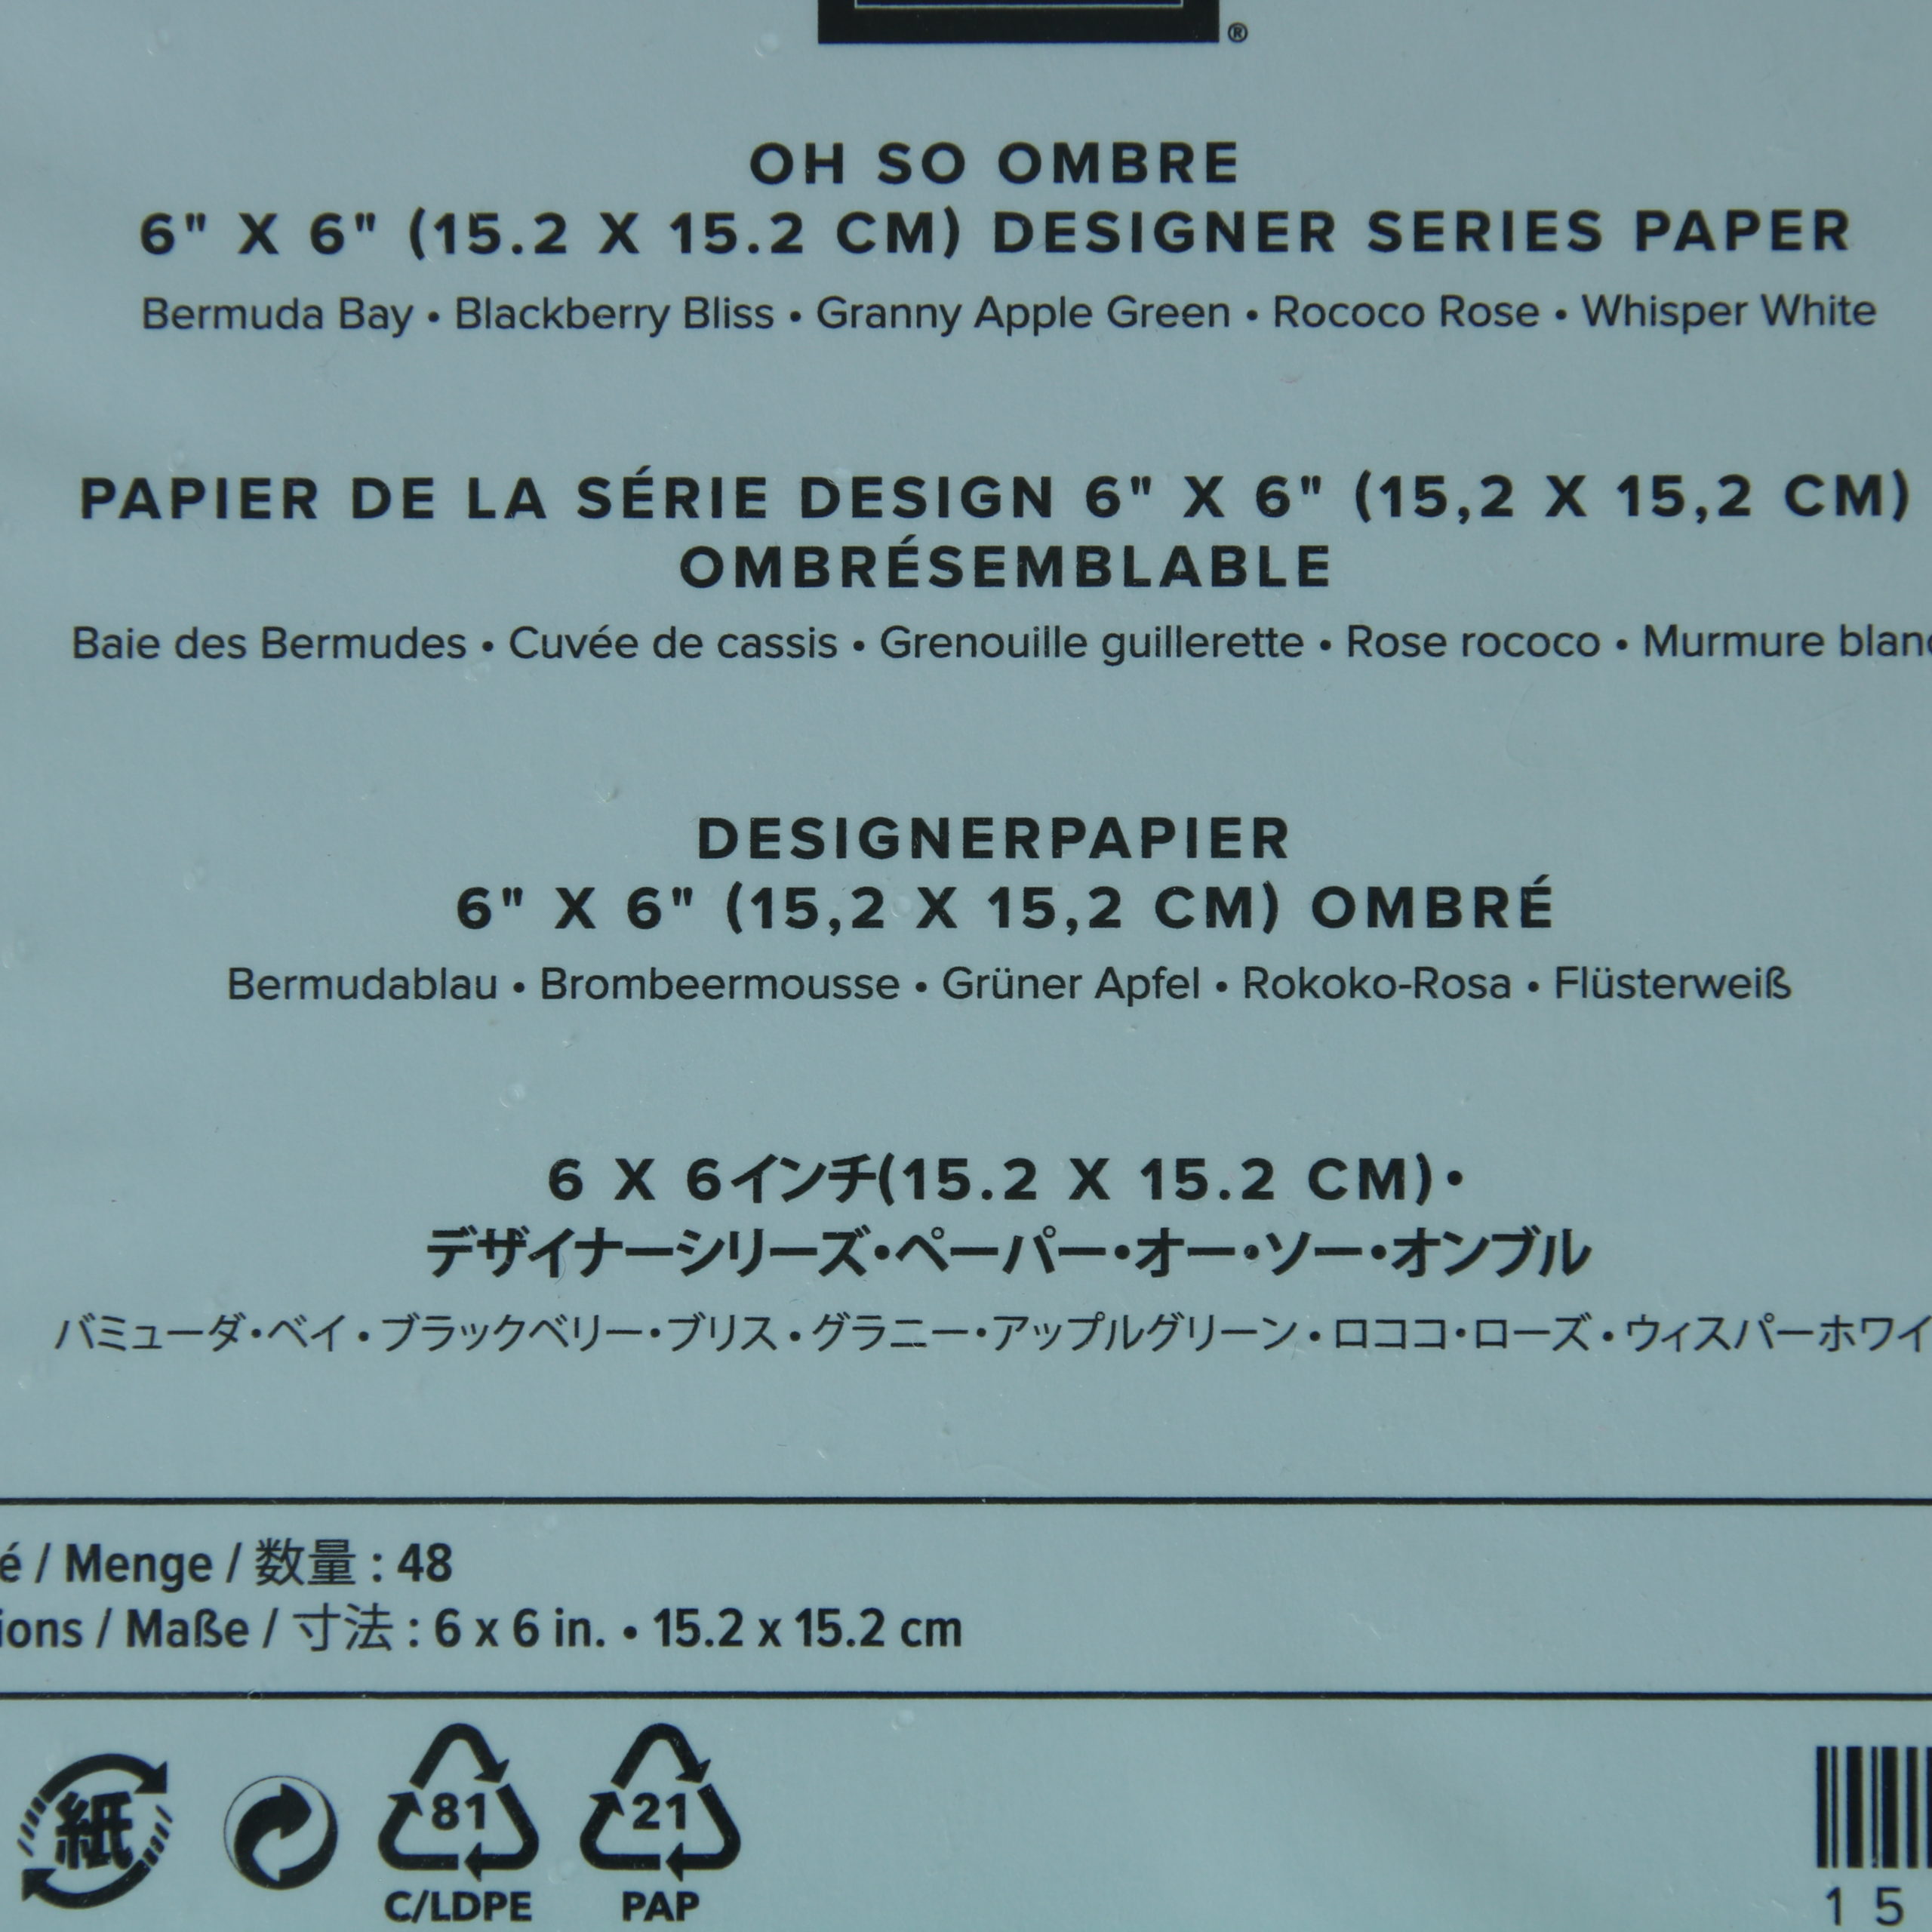 ®
OH SO OMBRE
6" X 6" (15.2 X 15.2 CM) DESIGNER SERIES PAPER
Bermuda Bay • Blackberry Bliss • Granny Apple Green • Rococo Rose • Whisper White
PAPIER DE LA SÉRIE DESIGN 6" X 6" (15,2 X 15,2 CM)
OMBRÉSEMBLABLE
Baie des Bermudes • Cuvée de cassis • Grenouille guillerette • Rose rococo • Murmure blanc
DESIGNERPAPIER
6" X 6" (15,2 X 15,2 CM) OMBRÉ
Bermudablau • Brombeermousse • Grüner Apfel • Rokoko-Rosa • Flüsterweiß
6 X 6インチ(15.2 X 15.2 CM)・
デザイナーシリーズ・ペーパー・オー・ソー・オンブル
バミューダ・ベイ • ブラックベリー・ブリス • グラニー・アップルグリーン • ロココ・ローズ • ウィスパーホワイ
é / Menge / 数量 : 48
ions / Maße / 寸法 : 6 x 6 in. • 15.2 x 15.2 cm
紙
81
21
C/LDPE
PAP
1 5